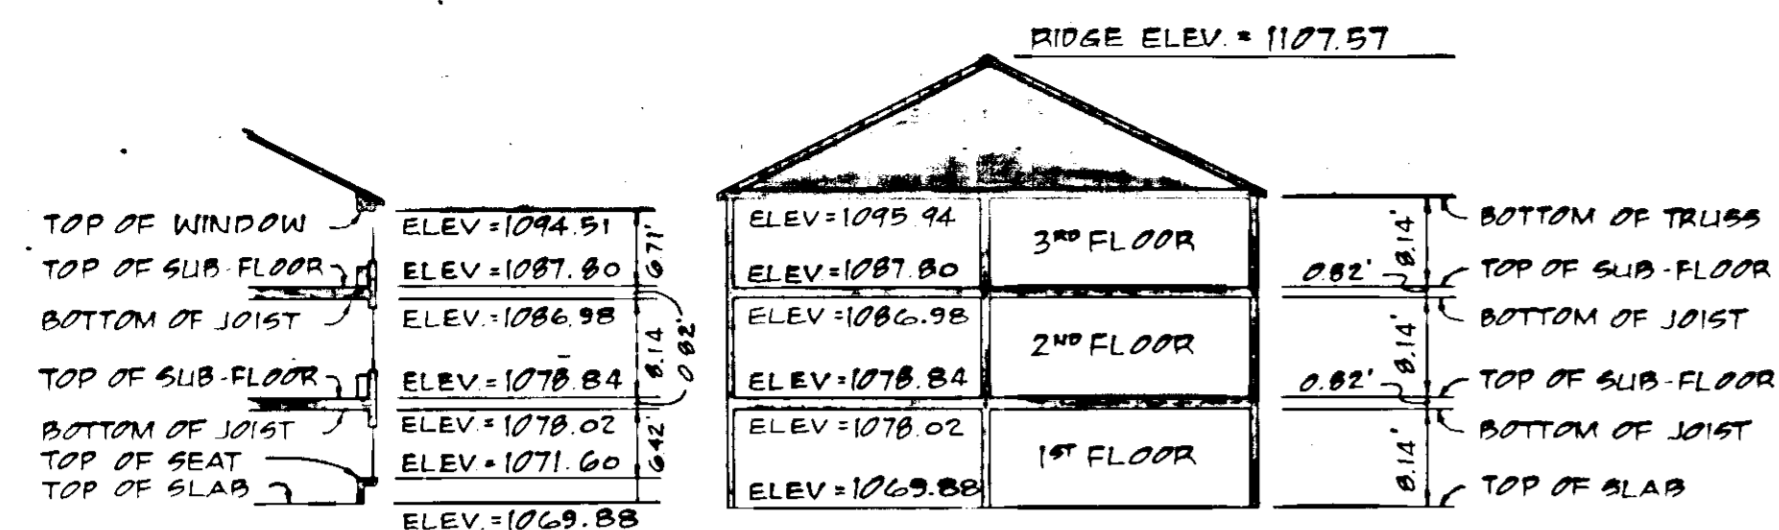 RIDGE ELEV. = 1107.57
TOP OF WINDOW
TOP OF SUB-FLOOR
BOTTOM OF JOIST
TOP OF SUB-FLOOR
BOTTOM OF JOIST
TOP OF SEAT
TOP OF SLAB
ELEV = 1094.51
ELEV = 1087.80
ELEV. = 1086.98
ELEV. = 1078.84
ELEV. = 1078.02
ELEV. = 1071.60
ELEV. = 1069.88
6.71'
8.14
0.82'
6.42'
ELEV = 1095.94
3RD FLOOR
ELEV. = 1087.80
ELEV = 1086.98
2ND FLOOR
ELEV = 1078.84
ELEV = 1078.02
1ST FLOOR
ELEV = 1069.88
8.14'
0.82'
8.14'
0.82'
8.14'
BOTTOM OF TRUSS
TOP OF SUB-FLOOR
BOTTOM OF JOIST
TOP OF SUB-FLOOR
BOTTOM OF JOIST
TOP OF SLAB